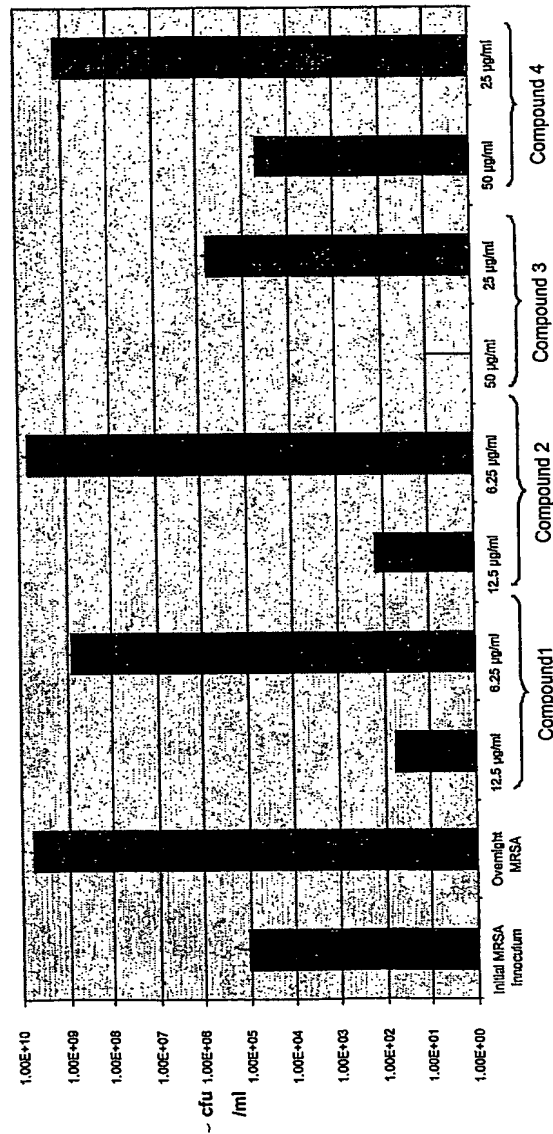 1.00E+10
1.00E+09
1.00E+08
1.00E+07
1.00E+06
1.00E+05
1.00E+04
1.00E+03
1.00E+02
1.00E+01
1.00E+00
~ cfu
/ml
Initial MRSA
Innoculum
Overnight
MRSA
12.5 µg/ml
6.25 µg/ml
12.5 µg/ml
6.25 µg/ml
50 µg/ml
25 µg/ml
50 µg/ml
25 µg/ml
Compound1
Compound 2
Compound 3
Compound 4